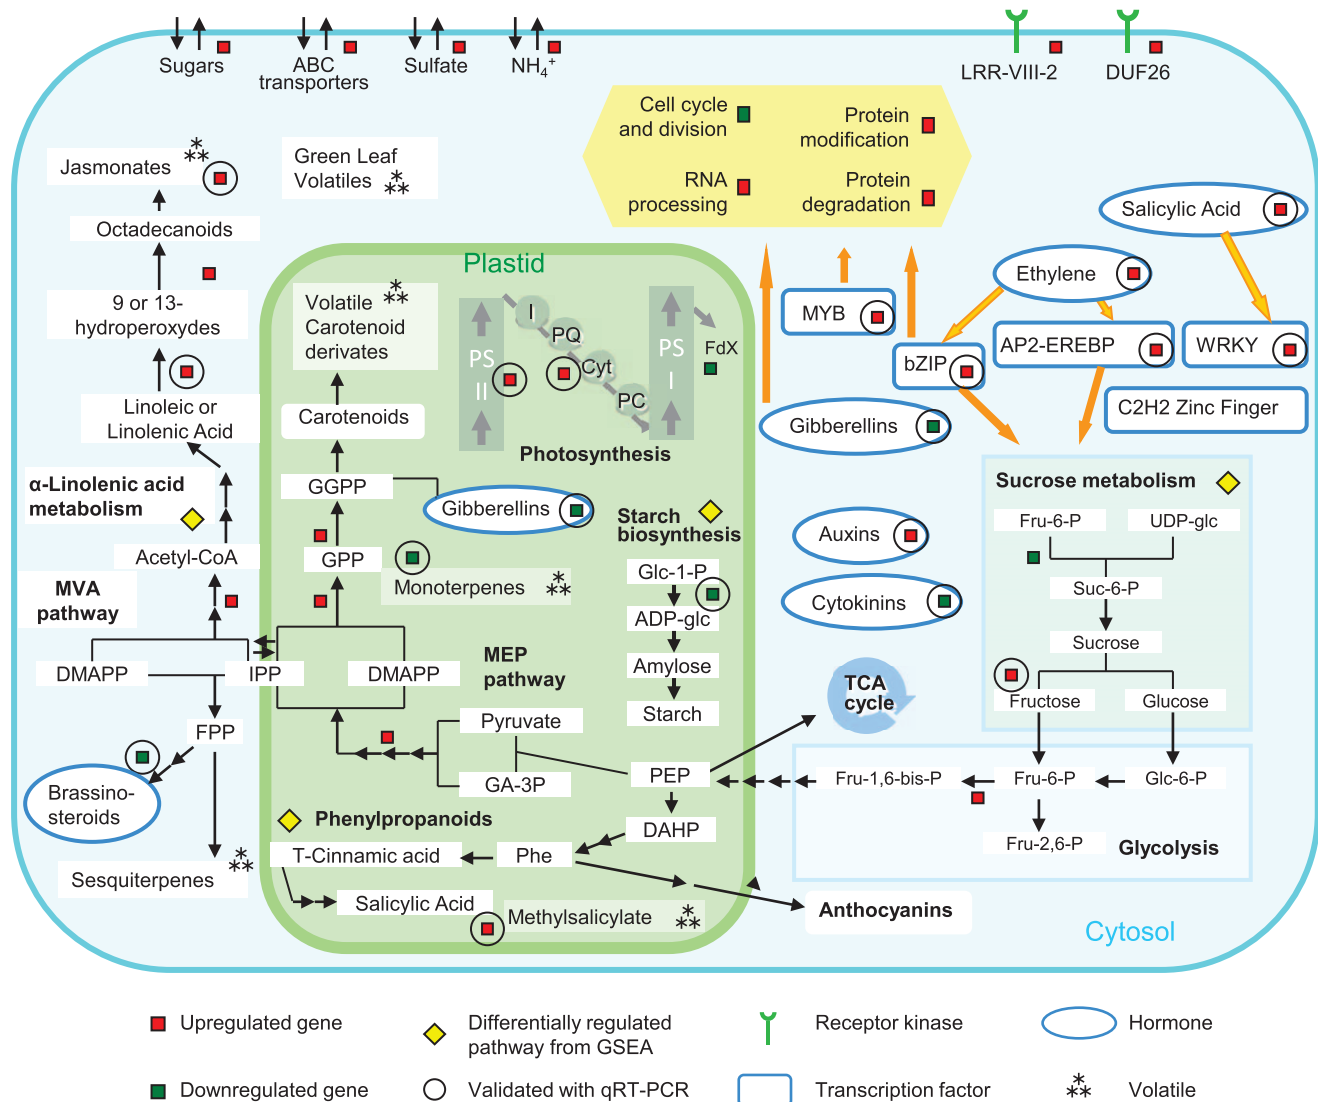 Sugars
ABC
transporters
Sulfate
NH4+
LRR-VIII-2
DUF26
Cell cycle
and division
Protein
modification
RNA
processing
Protein
degradation
Jasmonates
Green Leaf
Volatiles
Octadecanoids
9 or 13-
hydroperoxydes
Linoleic or
Linolenic Acid
α-Linolenic acid
metabolism
Acetyl-CoA
MVA
pathway
DMAPP
IPP
FPP
Brassino-
steroids
Sesquiterpenes
Plastid
Volatile
Carotenoid
derivates
Carotenoids
GGPP
GPP
Gibberellins
Monoterpenes
DMAPP
MEP
pathway
Pyruvate
GA-3P
PS
II
I
PQ
Cyt
PC
PS
I
FdX
Photosynthesis
Starch
biosynthesis
Glc-1-P
ADP-glc
Amylose
Starch
PEP
DAHP
Phenylpropanoids
T-Cinnamic acid
Phe
Salicylic Acid
Methylsalicylate
Salicylic Acid
Ethylene
MYB
bZIP
AP2-EREBP
WRKY
C2H2 Zinc Finger
Gibberellins
Auxins
Cytokinins
TCA
cycle
Sucrose metabolism
Fru-6-P
UDP-glc
Suc-6-P
Sucrose
Fructose
Glucose
Fru-1,6-bis-P
Fru-6-P
Glc-6-P
Fru-2,6-P
Glycolysis
Anthocyanins
Cytosol
Upregulated gene
Differentially regulated
pathway from GSEA
Receptor kinase
Hormone
Downregulated gene
Validated with qRT-PCR
Transcription factor
Volatile